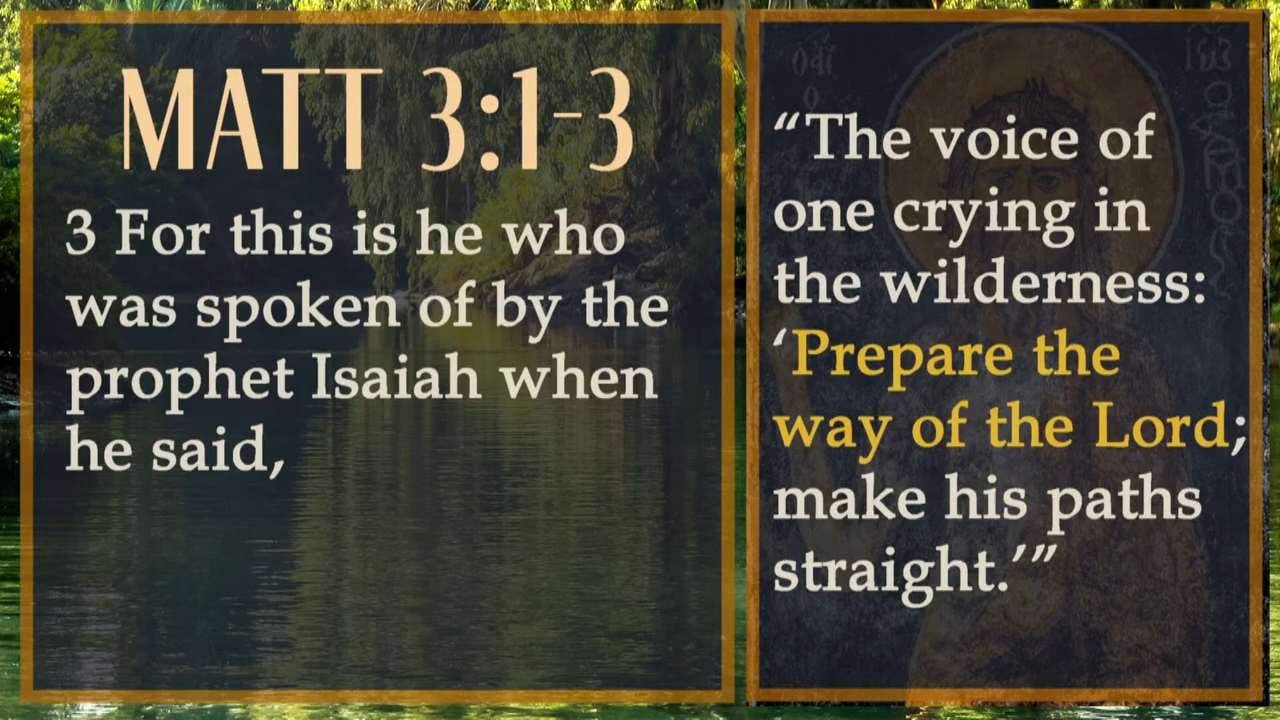 MATT 3:1-3
3 For this is he who
was spoken of by the
prophet Isaiah when
he said,
“The voice of
one crying in
the wilderness:
‘Prepare the
way of the Lord;
make his paths
straight.’”